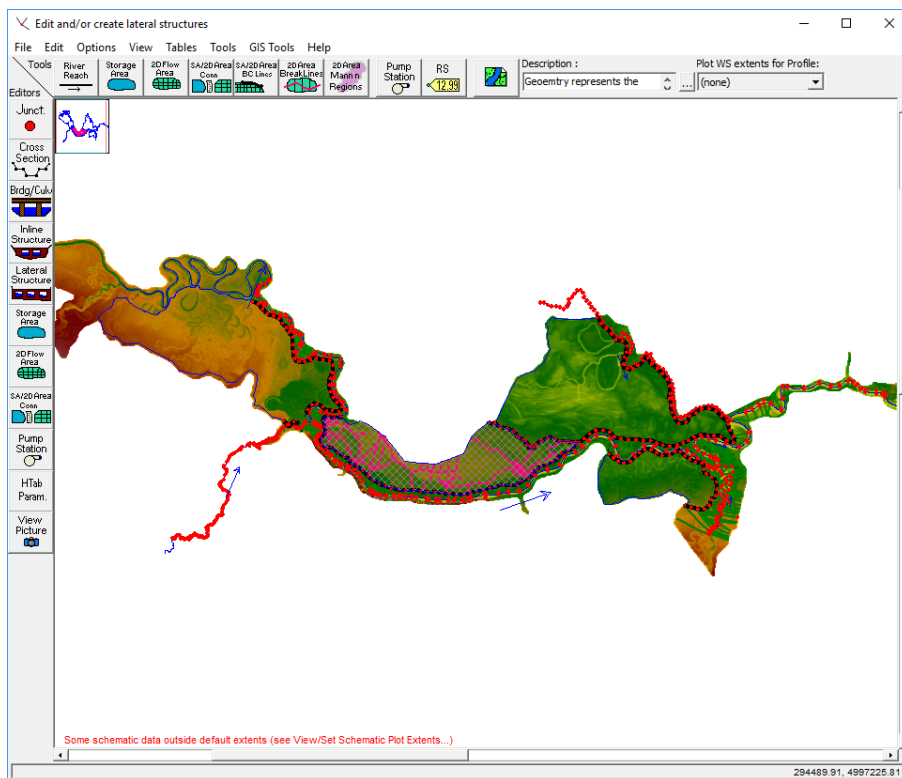 Edit and/or create lateral structures
File Edit Options View Tables Tools GIS Tools Help
Tools
Editors
River
Reach
Storage
Area
2D Flow
Area
SA/2D Area
Conn
SA/2D Area
BC Lines
2D Area
BreakLines
2D Area
Mann n
Regions
Pump
Station
RS
12.99
Description :
Geoemtry represents the
...
Plot WS extents for Profile:
(none)
Junct.
Cross
Section
Brdg/Culv
Inline
Structure
Lateral
Structure
Storage
Area
2D Flow
Area
SA/2D Area
Conn
Pump
Station
HTab
Param.
View
Picture
Some schematic data outside default extents (see View/Set Schematic Plot Extents...)
294489.91, 4997225.81